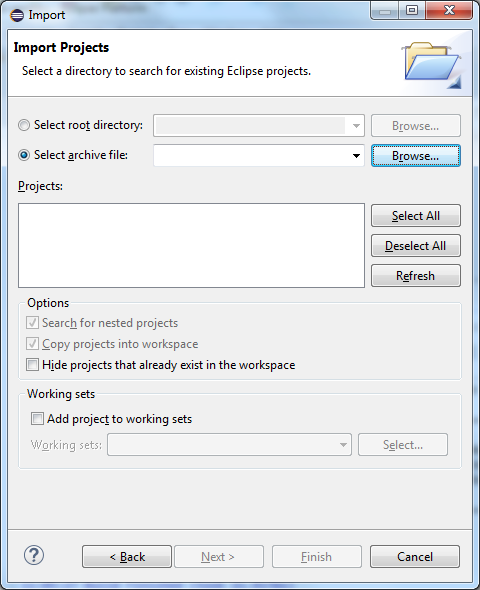 Import
Import Projects
Select a directory to search for existing Eclipse projects.
Select root directory: Browse...
Select archive file: Browse...
Projects:
Select All
Deselect All
Refresh
Options
Search for nested projects
Copy projects into workspace
Hide projects that already exist in the workspace
Working sets
Add project to working sets
Working sets: Select...
? < Back Next > Finish Cancel